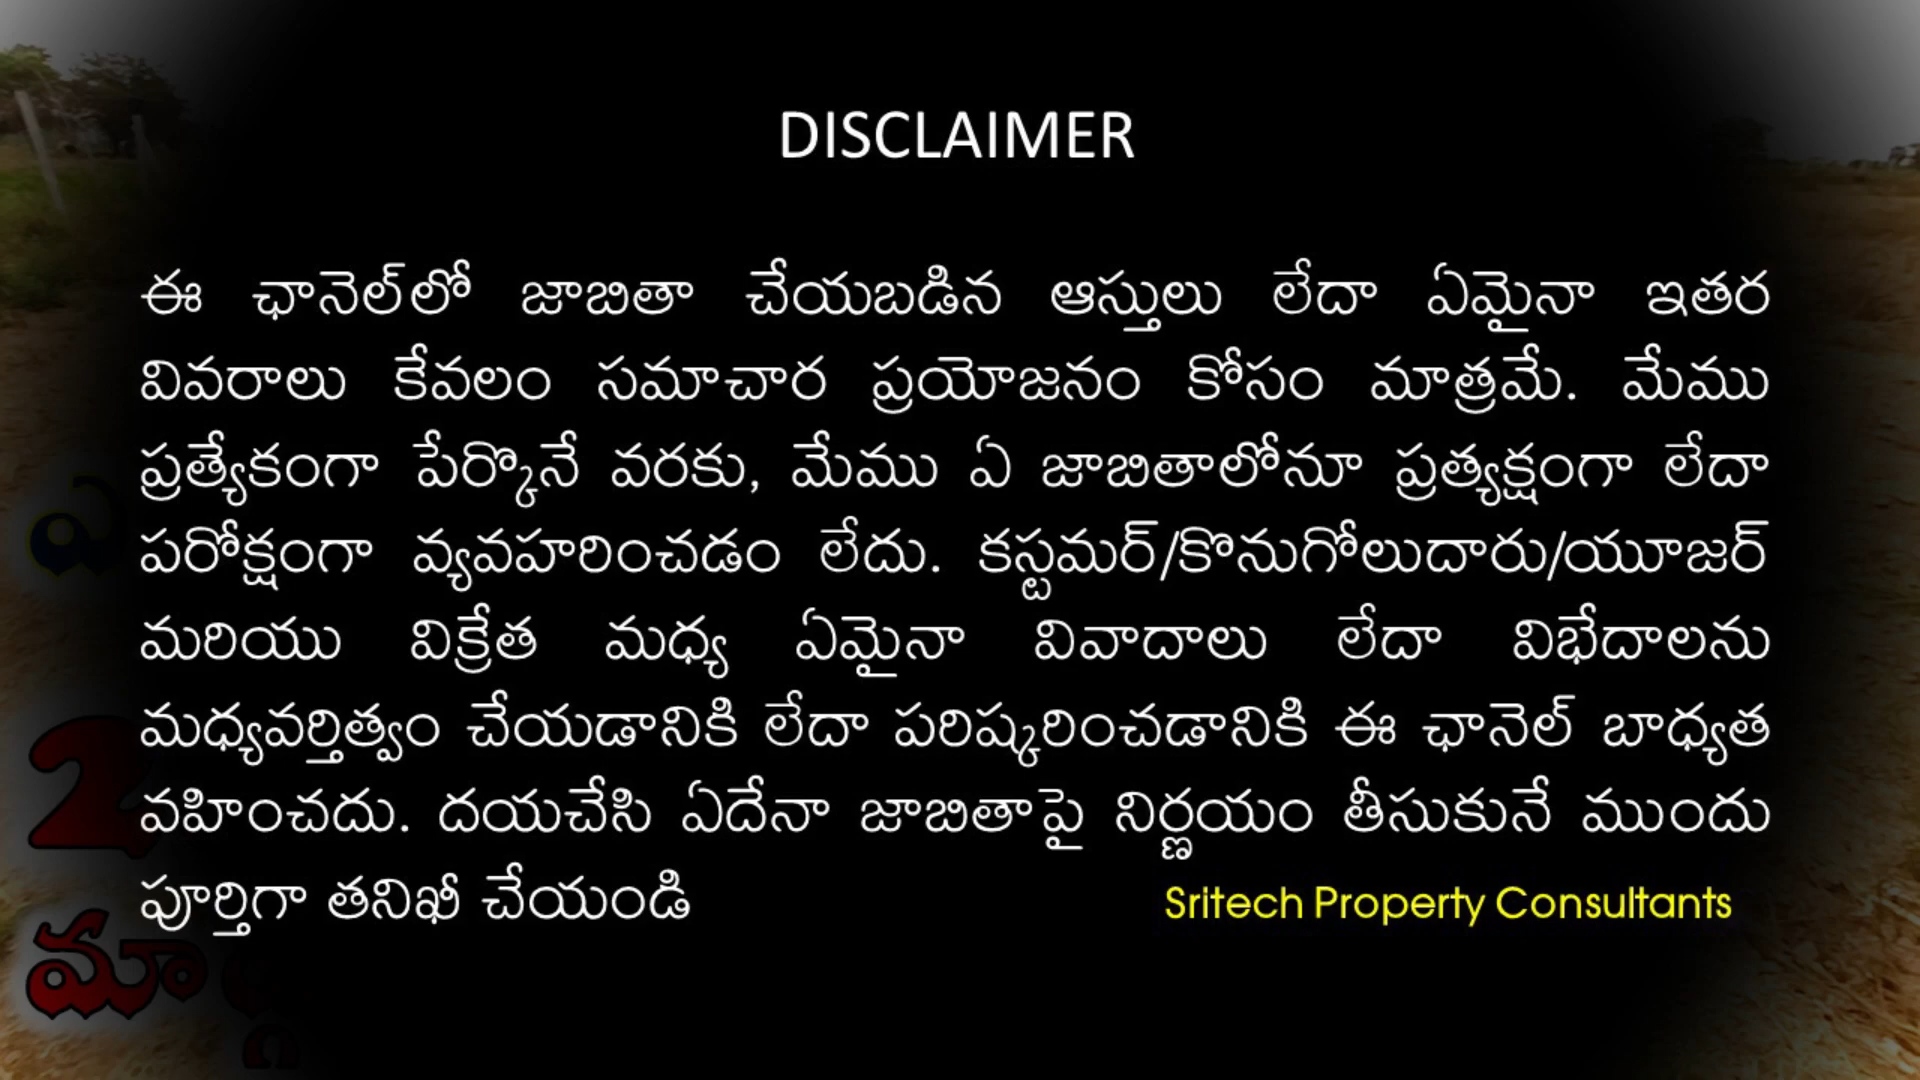 DISCLAIMER
ఈ ఛానెల్‌లో జాబితా చేయబడిన ఆస్తులు లేదా ఏమైనా ఇతర
వివరాలు కేవలం సమాచార ప్రయోజనం కోసం మాత్రమే. మేము
ప్రత్యేకంగా పేర్కొనే వరకు, మేము ఏ జాబితాలోనూ ప్రత్యక్షంగా లేదా
పరోక్షంగా వ్యవహరించడం లేదు. కస్టమర్/కొనుగోలుదారు/యూజర్
మరియు విక్రేత మధ్య ఏమైనా వివాదాలు లేదా విభేదాలను
మధ్యవర్తిత్వం చేయడానికి లేదా పరిష్కరించడానికి ఈ ఛానెల్ బాధ్యత
వహించదు. దయచేసి ఏదేనా జాబితాపై నిర్ణయం తీసుకునే ముందు
పూర్తిగా తనిఖీ చేయండి
Sritech Property Consultants
2